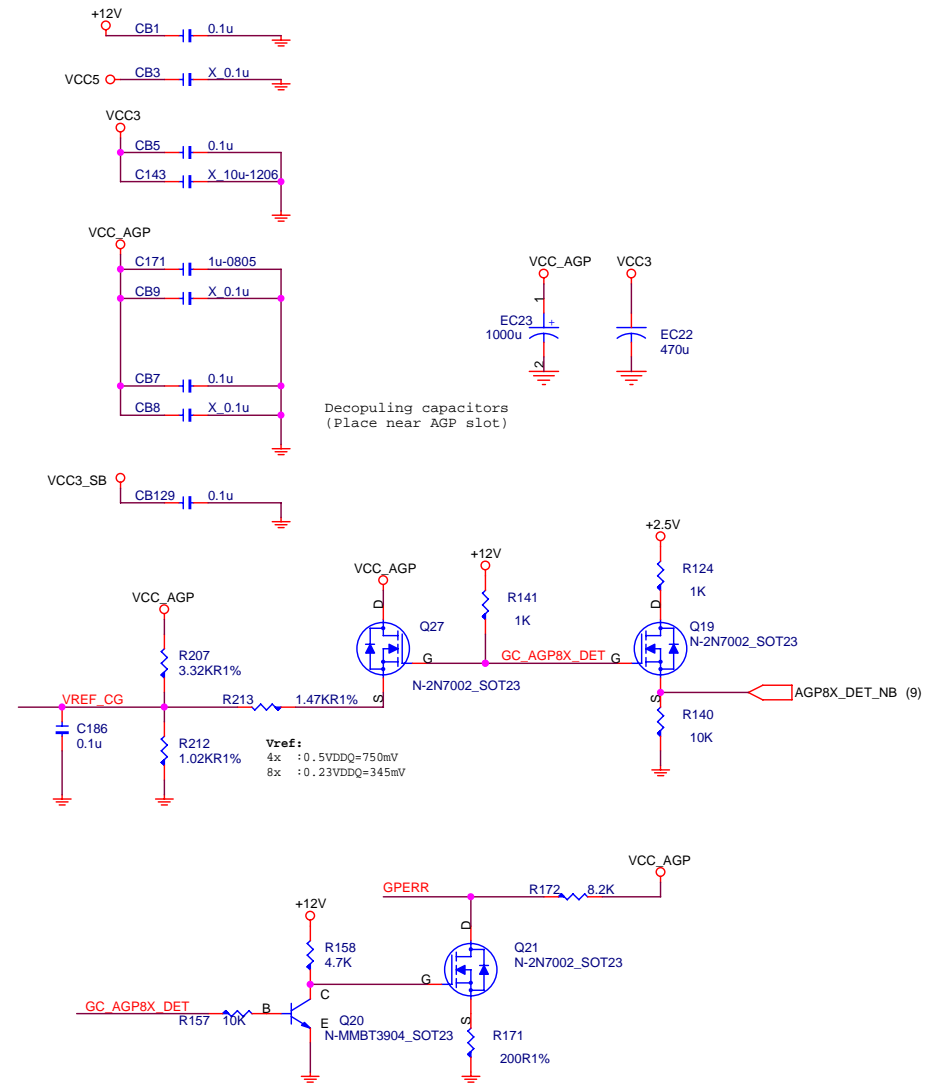 +12V
CB1 0.1u
VCC5 CB3 X_0.1u
VCC3
CB5 0.1u
C143 X_10u-1206
VCC_AGP
C171 1u-0805
CB9 X_0.1u
CB7 0.1u
CB8 X_0.1u
VCC_AGP VCC3
1
EC23 +
1000u
2
EC22
470u
Decopuling capacitors
(Place near AGP slot)
VCC3_SB
CB129 0.1u
VCC_AGP
R207
3.32KR1%
VREF_CG
C186
0.1u
R212
1.02KR1%
R213 1.47KR1%
VCC_AGP
D
Q27
G
S
N-2N7002_SOT23
+12V
R141
1K
GC_AGP8X_DET
+2.5V
R124
1K
D
Q19
N-2N7002_SOT23
G
S
AGP8X_DET_NB (9)
R140
10K
Vref:
4x :0.5VDDQ=750mV
8x :0.23VDDQ=345mV
VCC_AGP
GPERR
R172 8.2K
+12V
R158
4.7K
D
Q21
N-2N7002_SOT23
G
S
C
GC_AGP8X_DET
R157 10K
B
E Q20
N-MMBT3904_SOT23
R171
200R1%